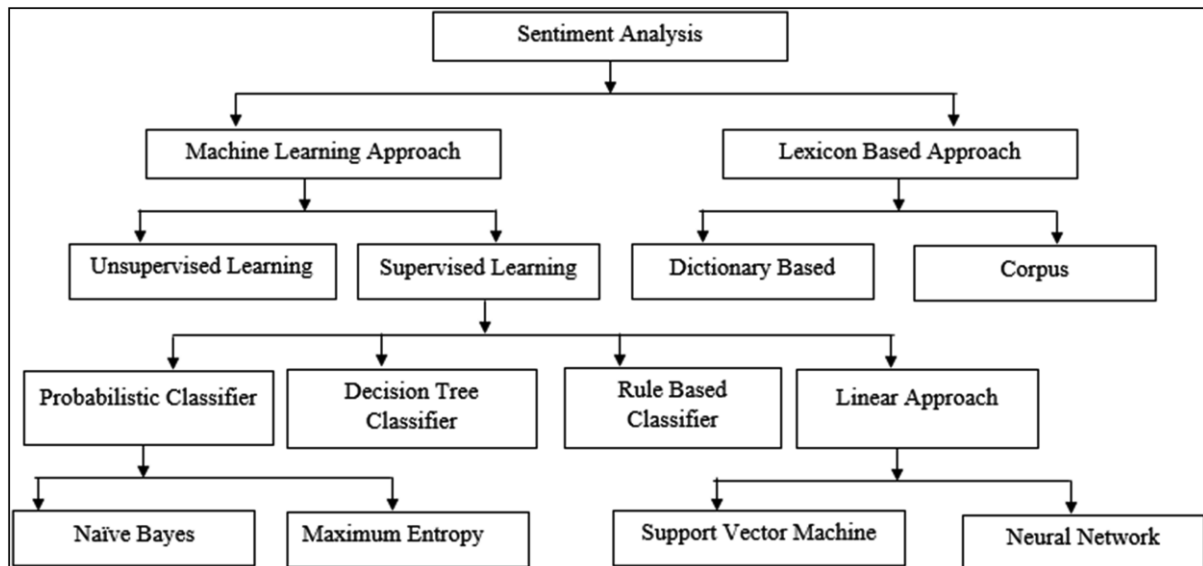 Sentiment Analysis
Machine Learning Approach
Lexicon Based Approach
Unsupervised Learning
Supervised Learning
Dictionary Based
Corpus
Probabilistic Classifier
Decision Tree
Classifier
Rule Based
Classifier
Linear Approach
Naïve Bayes
Maximum Entropy
Support Vector Machine
Neural Network